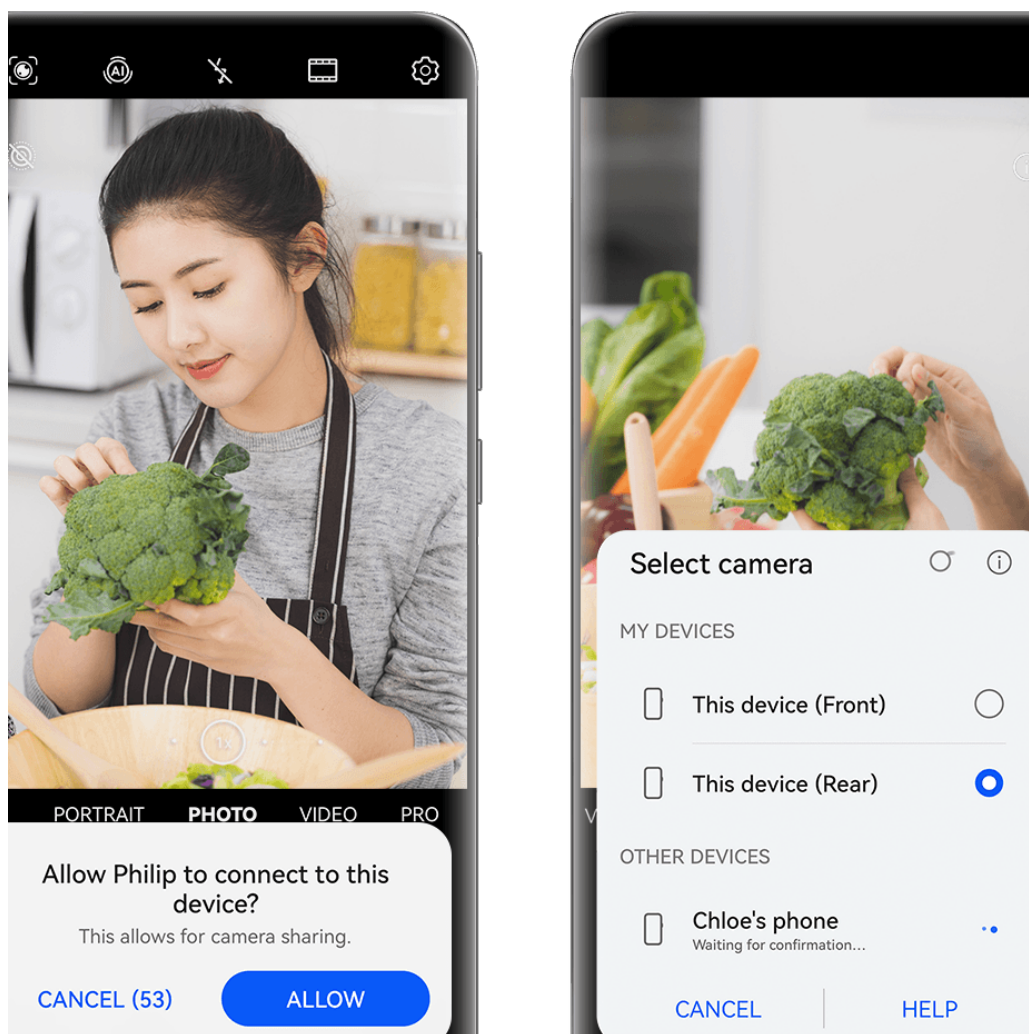 AI
1x
PORTRAIT PHOTO VIDEO PRO
Allow Philip to connect to this
device?
This allows for camera sharing.
CANCEL (53) ALLOW
Select camera
MY DEVICES
This device (Front)
This device (Rear)
OTHER DEVICES
Chloe's phone
Waiting for confirmation...
CANCEL HELP